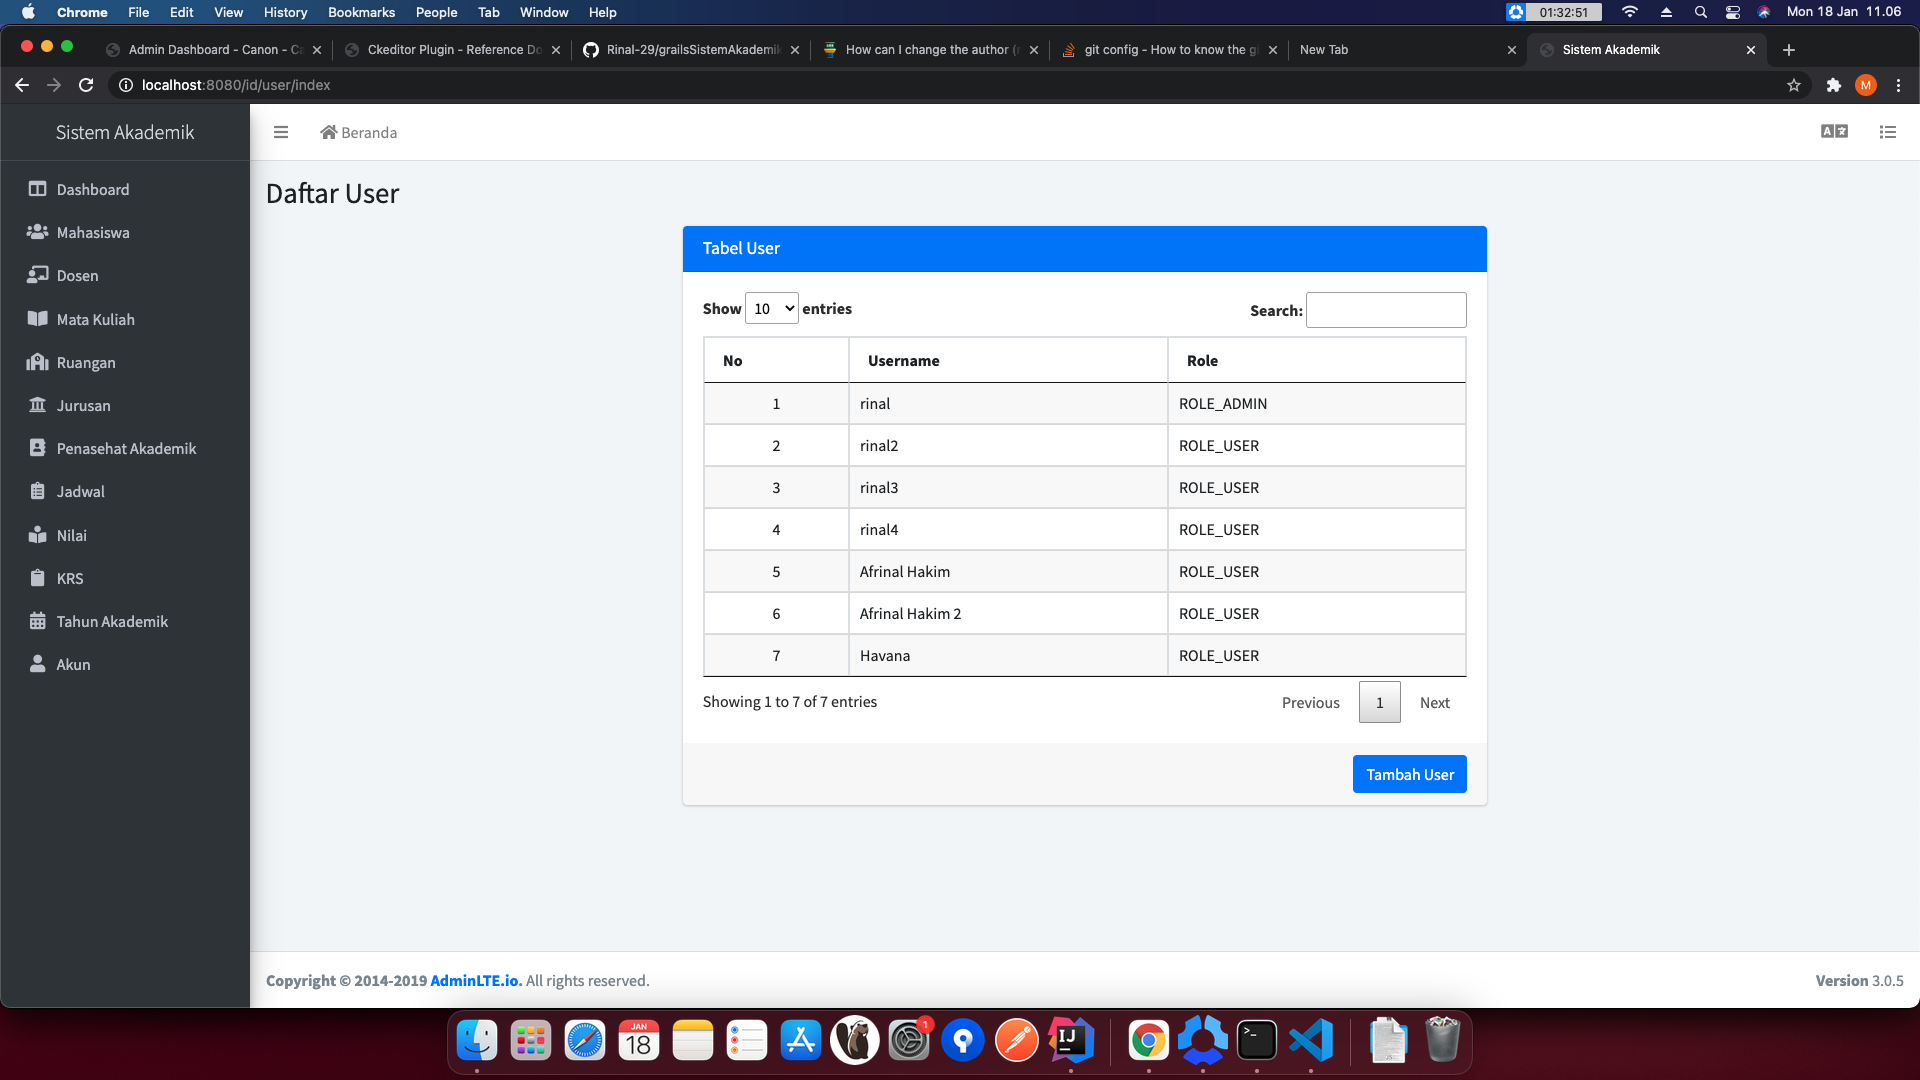 Chrome File Edit View History Bookmarks People Tab Window Help 01:32:51 Mon 18 Jan 11.06
Admin Dashboard - Canon - Ca Ckeditor Plugin - Reference Do Rinal-29/grailsSistemAkademik How can I change the author ( git config - How to know the gi New Tab Sistem Akademik
localhost:8080/id/user/index M
Sistem Akademik
Beranda
Dashboard
Mahasiswa
Dosen
Mata Kuliah
Ruangan
Jurusan
Penasehat Akademik
Jadwal
Nilai
KRS
Tahun Akademik
Akun
Daftar User
Tabel User
Show 10 entries Search:
No Username Role
1 rinal ROLE_ADMIN
2 rinal2 ROLE_USER
3 rinal3 ROLE_USER
4 rinal4 ROLE_USER
5 Afrinal Hakim ROLE_USER
6 Afrinal Hakim 2 ROLE_USER
7 Havana ROLE_USER
Showing 1 to 7 of 7 entries Previous 1 Next
Tambah User
Copyright © 2014-2019 AdminLTE.io. All rights reserved. Version 3.0.5
JAN
18
1
IJ